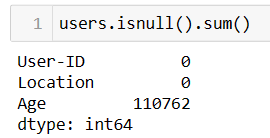 1 users.isnull().sum()
User-ID 0
Location 0
Age 110762
dtype: int64